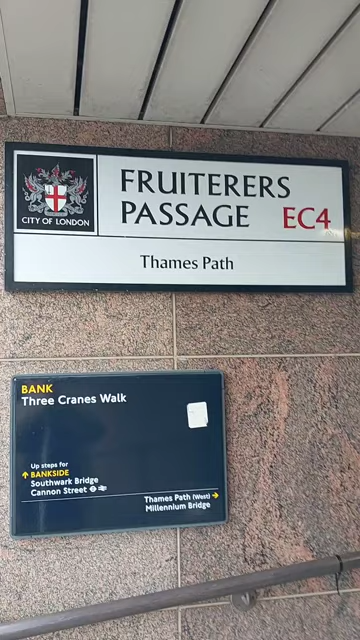 CITY OF LONDON
FRUITERERS
PASSAGE EC4
Thames Path
BANK
Three Cranes Walk
Up steps for
BANKSIDE
Southwark Bridge
Cannon Street
Thames Path (West)
Millennium Bridge